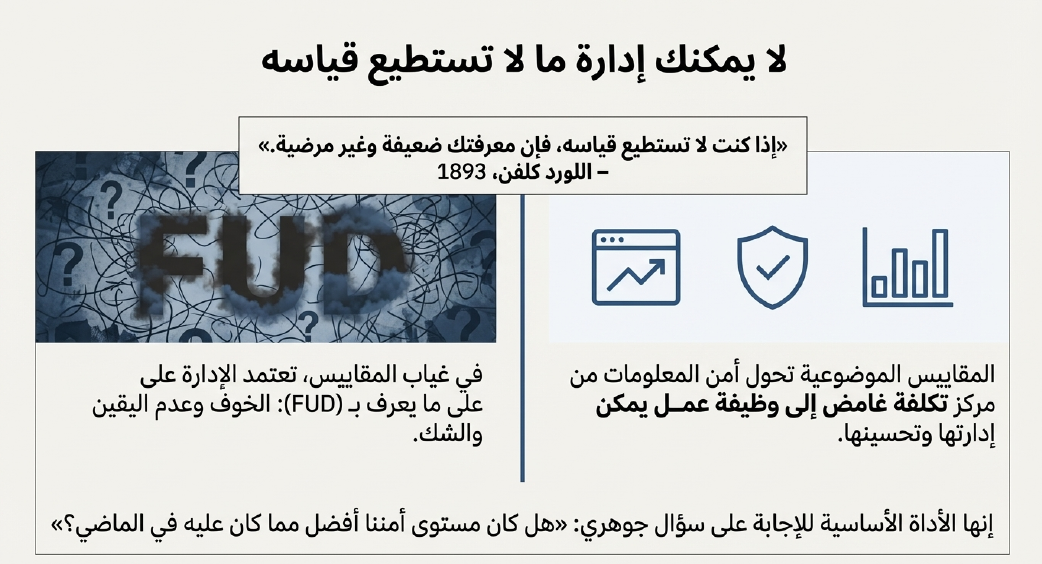 لا يمكنك إدارة ما لا تستطيع قياسه
«إذا كنت لا تستطيع قياسه، فإن معرفتك ضعيفة وغير مرضية.»
– اللورد كلفن، 1893
المقاييس الموضوعية تحول أمن المعلومات من
مركز تكلفة غامض إلى وظيفة عمـل يمكن
إدارتها وتحسينها.
FUD
في غياب المقاييس، تعتمد الإدارة على
على ما يعرف بـ (FUD): الخوف وعدم اليقين
والشك.
إنها الأداة الأساسية للإجابة على سؤال جوهري: «هل كان مستوى أمننا أفضل مما كان عليه في الماضي؟»